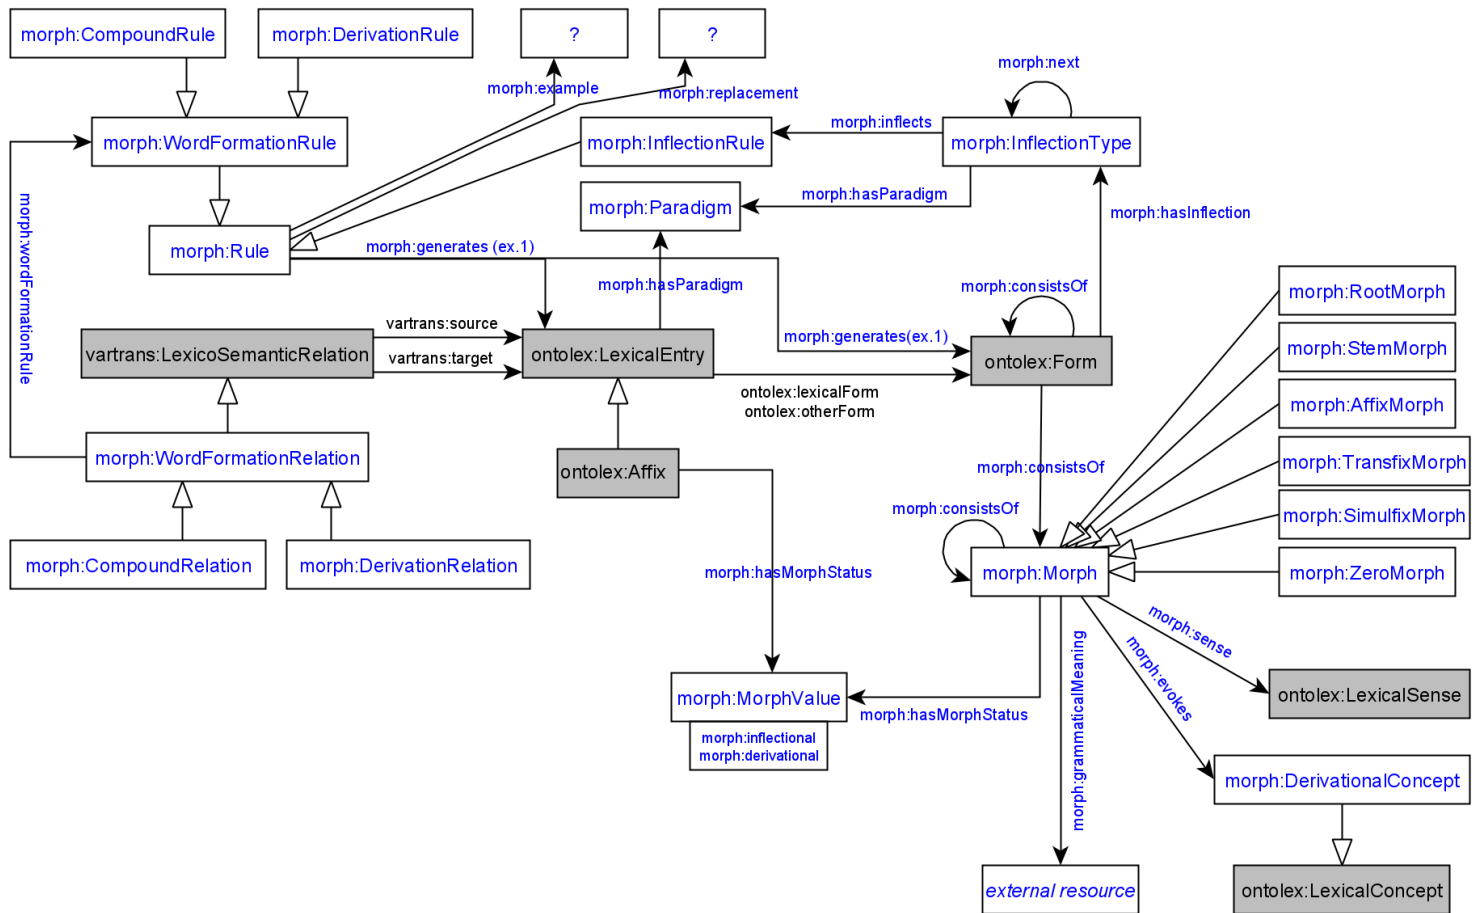 morph:CompoundRule
morph:DerivationRule
?
?
morph:next
morph:example
morph:replacement
morph:inflects
morph:WordFormationRule
morph:InflectionRule
morph:InflectionType
morph:hasParadigm
morph:Paradigm
morph:hasInflection
morph:wordFormationRule
morph:Rule
morph:generates (ex.1)
morph:hasParadigm
morph:consistsOf
morph:RootMorph
vartrans:source
morph:generates(ex.1)
vartrans:LexicoSemanticRelation
vartrans:target
ontolex:LexicalEntry
ontolex:Form
morph:StemMorph
ontolex:lexicalForm
ontolex:otherForm
morph:AffixMorph
morph:WordFormationRelation
ontolex:Affix
morph:consistsOf
morph:TransfixMorph
morph:consistsOf
morph:SimulfixMorph
morph:CompoundRelation
morph:DerivationRelation
morph:hasMorphStatus
morph:Morph
morph:ZeroMorph
morph:sense
morph:evokes
morph:grammaticalMeaning
morph:MorphValue
morph:hasMorphStatus
ontolex:LexicalSense
morph:inflectional
morph:derivational
morph:DerivationalConcept
external resource
ontolex:LexicalConcept